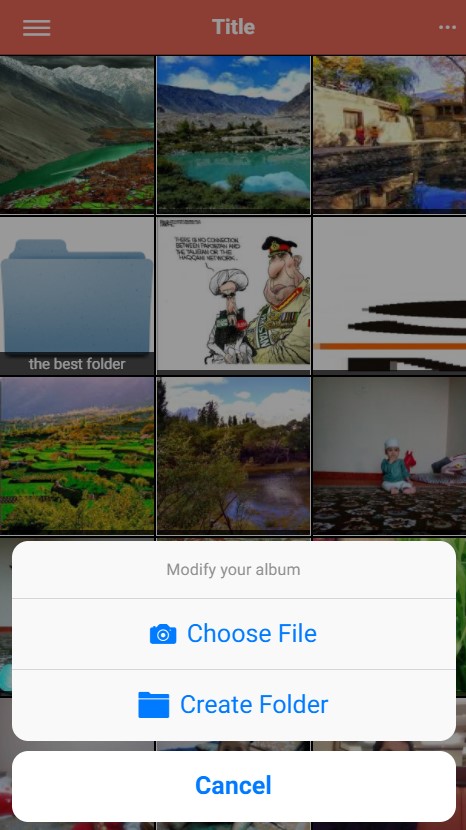 Title
THERE IS NO CONNECTION
BETWEEN PAKISTAN AND
THE TALIBAN OR THE
HAQQANI NETWORK...
the best folder
Modify your album
Choose File
Create Folder
Cancel